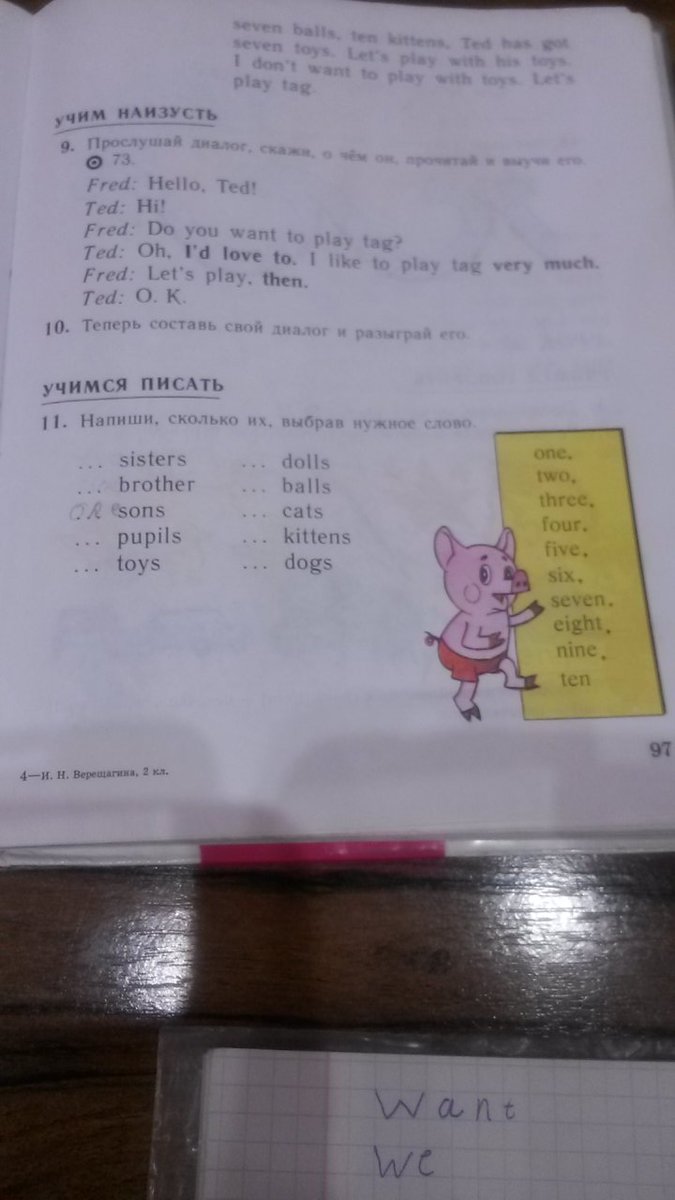 seven balls, ten kittens. Ted has got
seven toys. Let's play with his toys.
I don't want to play with toys. Let's
play tag.
УЧИМ НАИЗУСТЬ
9. Прослушай диалог, скажи, о чём он, прочитай и выучи его.
73.
Fred: Hello, Ted!
Ted: Hi!
Fred: Do you want to play tag?
Ted: Oh, I'd love to. I like to play tag very much.
Fred: Let's play, then.
Ted: O. K.
10. Теперь составь свой диалог и разыграй его.
УЧИМСЯ ПИСАТЬ
11. Напиши, сколько их, выбрав нужное слово.
... sisters
... brother
sons
... pupils
... toys
... dolls
... balls
... cats
... kittens
... dogs
one,
two,
three,
four,
five,
six,
seven,
eight,
nine,
ten
97
4—И. Н. Верещагина, 2 кл.
Want
We